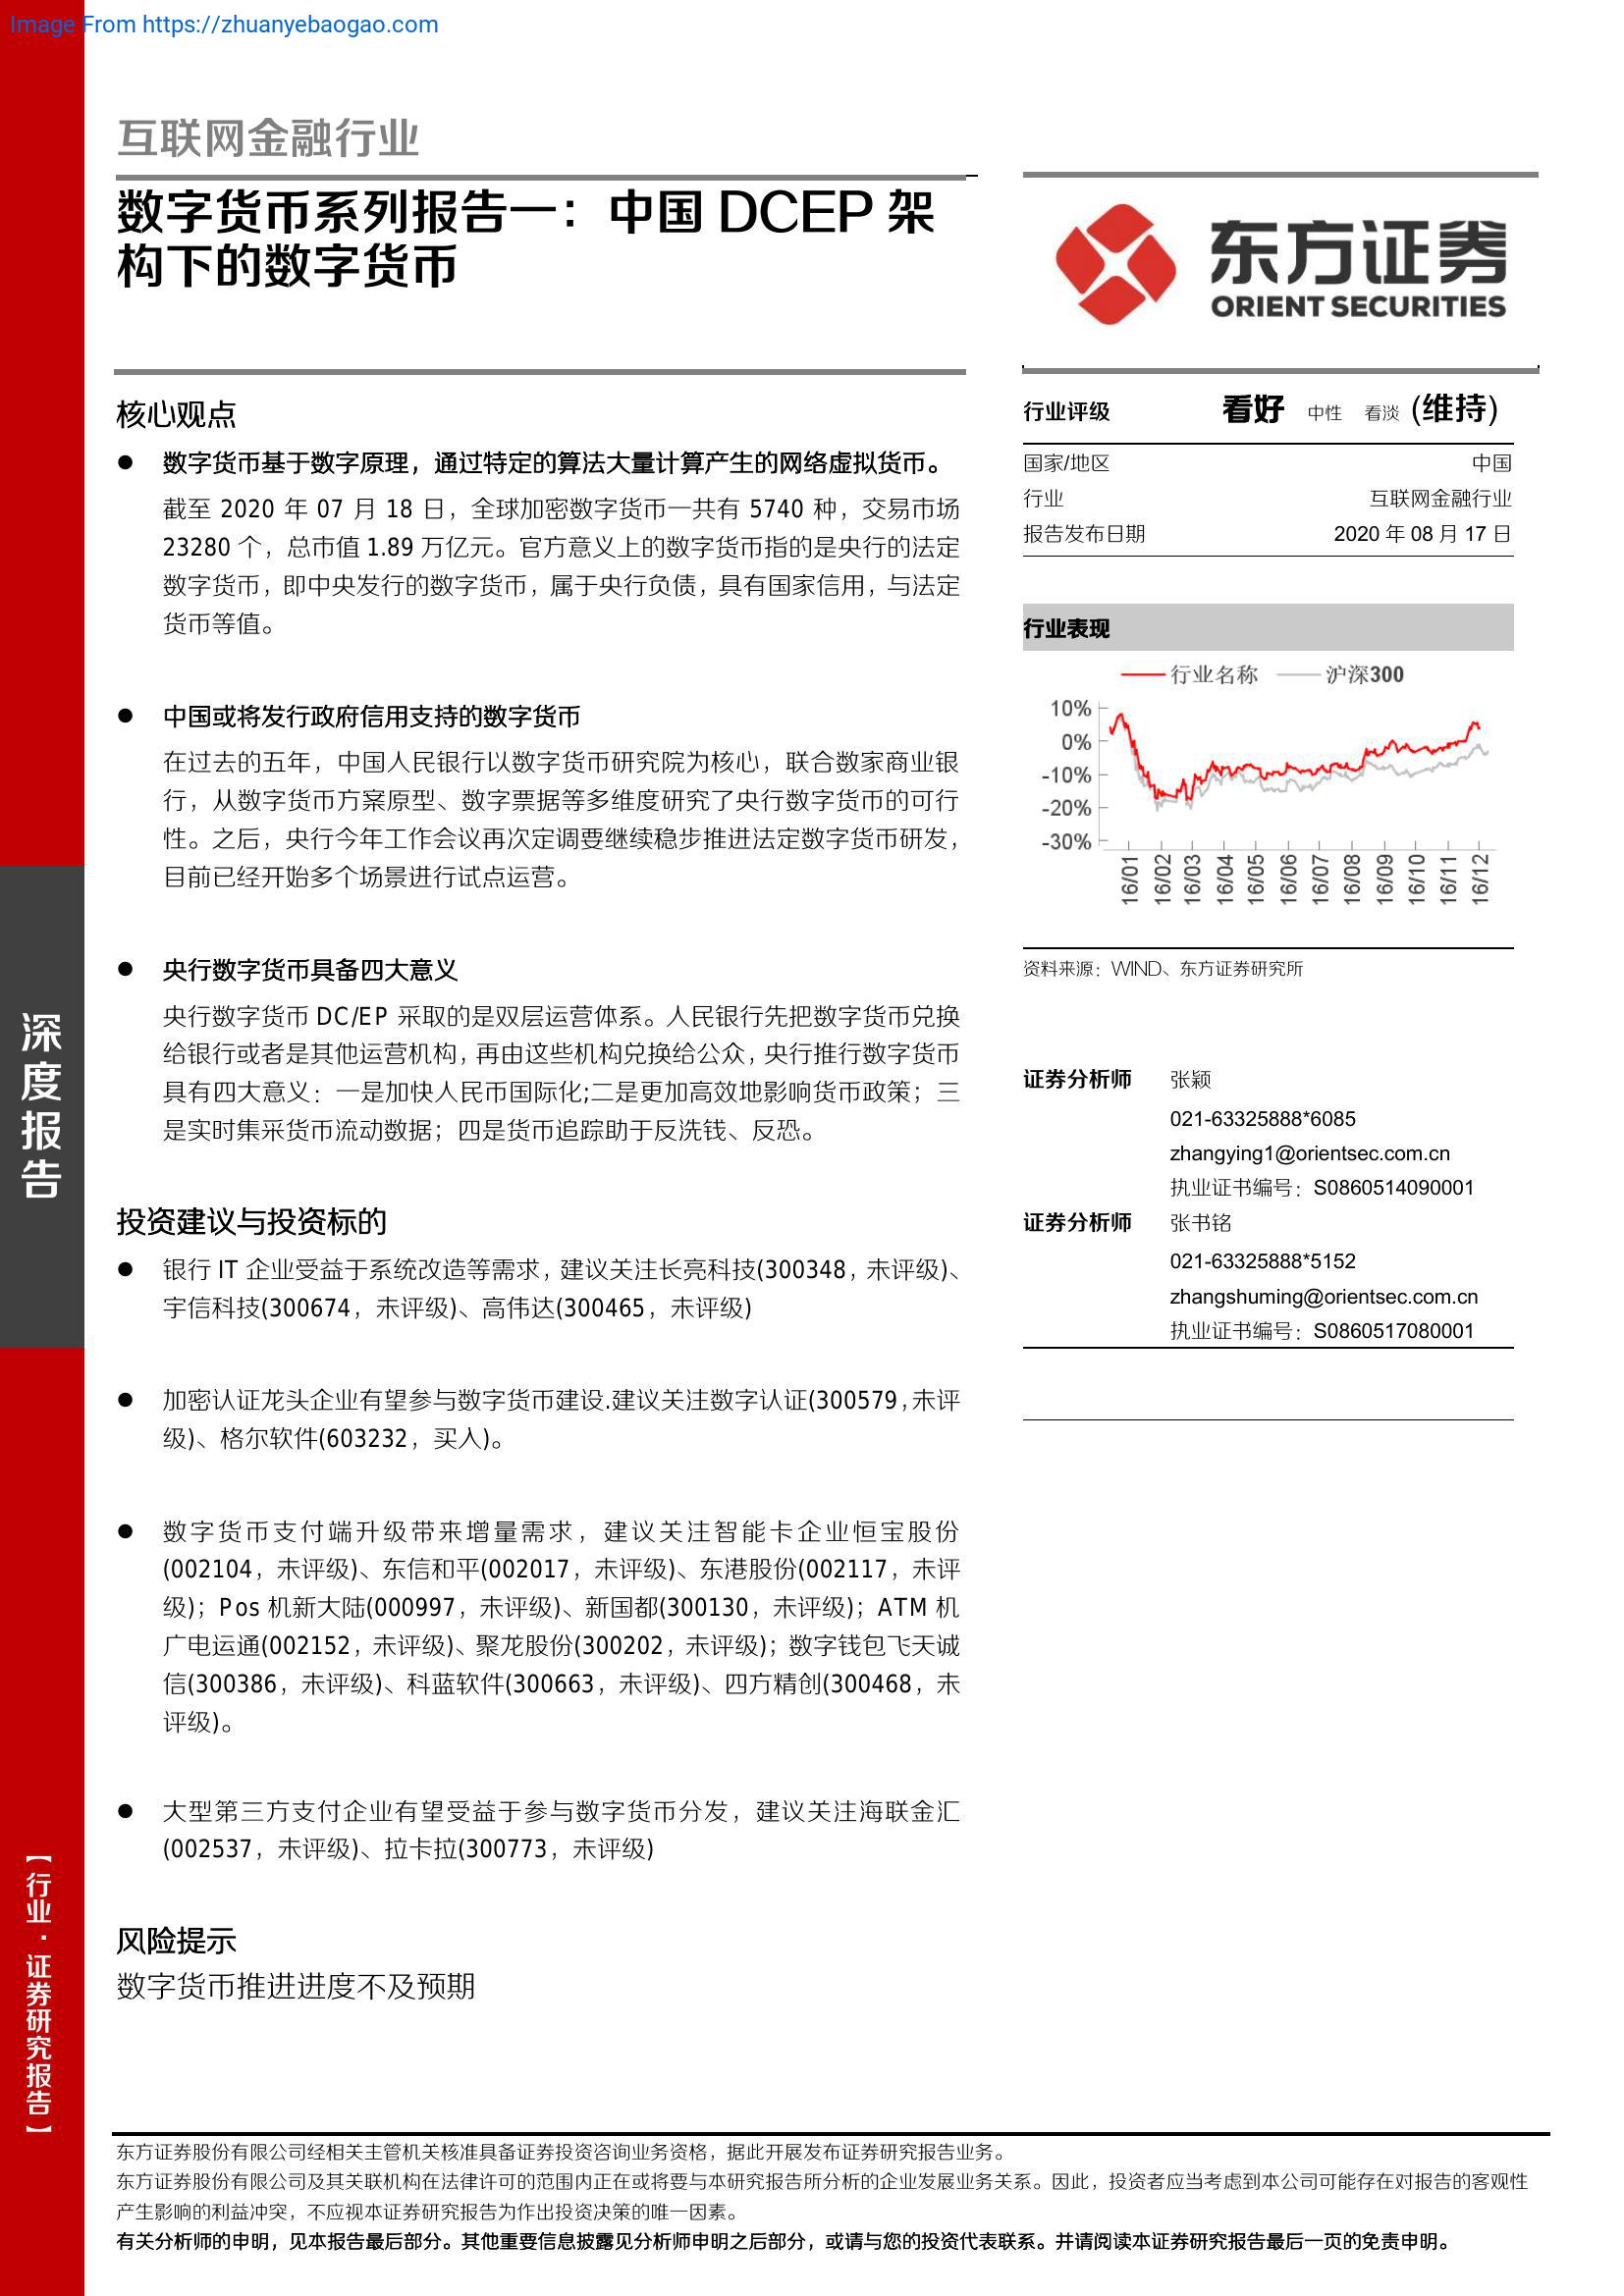 Image From https://zhuanyebaogao.com
互联网金融行业
数字货币系列报告一：中国 DCEP 架
构下的数字货币
东方证券
ORIENT SECURITIES
核心观点
● 数字货币基于数字原理，通过特定的算法大量计算产生的网络虚拟货币。
截至 2020 年 07 月 18 日，全球加密数字货币一共有 5740 种，交易市场
23280 个，总市值 1.89 万亿元。官方意义上的数字货币指的是央行的法定
数字货币，即中央发行的数字货币，属于央行负债，具有国家信用，与法定
货币等值。
● 中国或将发行政府信用支持的数字货币
在过去的五年，中国人民银行以数字货币研究院为核心，联合数家商业银
行，从数字货币方案原型、数字票据等多维度研究了央行数字货币的可行
性。之后，央行今年工作会议再次定调要继续稳步推进法定数字货币研发，
目前已经开始多个场景进行试点运营。
● 央行数字货币具备四大意义
央行数字货币 DC/EP 采取的是双层运营体系。人民银行先把数字货币兑换
给银行或者是其他运营机构，再由这些机构兑换给公众，央行推行数字货币
具有四大意义：一是加快人民币国际化;二是更加高效地影响货币政策；三
是实时集采货币流动数据；四是货币追踪助于反洗钱、反恐。
投资建议与投资标的
● 银行 IT 企业受益于系统改造等需求，建议关注长亮科技(300348，未评级)、
宇信科技(300674，未评级)、高伟达(300465，未评级)
● 加密认证龙头企业有望参与数字货币建设.建议关注数字认证(300579，未评
级)、格尔软件(603232，买入)。
● 数字货币支付端升级带来增量需求，建议关注智能卡企业恒宝股份
(002104，未评级)、东信和平(002017，未评级)、东港股份(002117，未评
级)；Pos 机新大陆(000997，未评级)、新国都(300130，未评级)；ATM 机
广电运通(002152，未评级)、聚龙股份(300202，未评级)；数字钱包飞天诚
信(300386，未评级)、科蓝软件(300663，未评级)、四方精创(300468，未
评级)。
● 大型第三方支付企业有望受益于参与数字货币分发，建议关注海联金汇
(002537，未评级)、拉卡拉(300773，未评级)
风险提示
数字货币推进进度不及预期
行业评级 看好 中性 看淡 (维持)
国家/地区 中国
行业 互联网金融行业
报告发布日期 2020 年 08 月 17 日
行业表现
行业名称 沪深300
10%
0%
-10%
-20%
-30%
16/01 16/02 16/03 16/04 16/05 16/06 16/07 16/08 16/09 16/10 16/11 16/12
资料来源：WIND、东方证券研究所
证券分析师 张颖
021-63325888*6085
zhangying1@orientsec.com.cn
执业证书编号：S0860514090001
证券分析师 张书铭
021-63325888*5152
zhangshuming@orientsec.com.cn
执业证书编号：S0860517080001
深度报告
【行业·证券研究报告】
东方证券股份有限公司经相关主管机关核准具备证券投资咨询业务资格，据此开展发布证券研究报告业务。
东方证券股份有限公司及其关联机构在法律许可的范围内正在或将要与本研究报告所分析的企业发展业务关系。因此，投资者应当考虑到本公司可能存在对报告的客观性
产生影响的利益冲突，不应视本证券研究报告为作出投资决策的唯一因素。
有关分析师的申明，见本报告最后部分。其他重要信息披露见分析师申明之后部分，或请与您的投资代表联系。并请阅读本证券研究报告最后一页的免责申明。